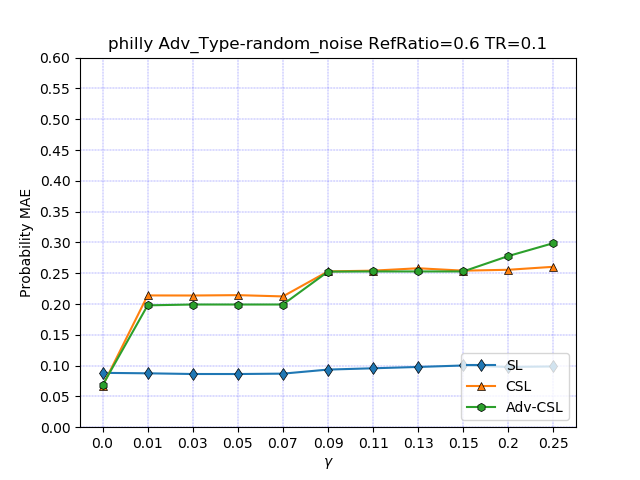 philly Adv_Type-random_noise RefRatio=0.6 TR=0.1
Probability MAE
0.60
0.55
0.50
0.45
0.40
0.35
0.30
0.25
0.20
0.15
0.10
0.05
0.00
SL
CSL
Adv-CSL
0.0 0.01 0.03 0.05 0.07 0.09 0.11 0.13 0.15 0.2 0.25
γ